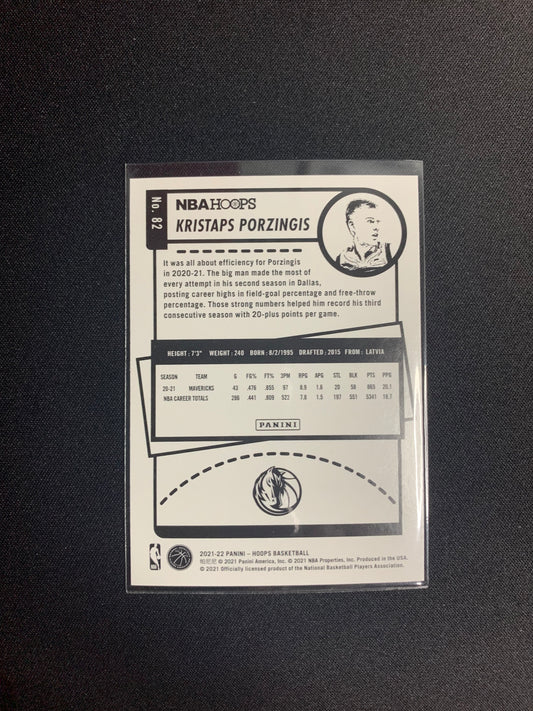 No. 82
NBA HOOPS
KRISTAPS PORZINGIS
It was all about efficiency for Porzingis
in 2020-21. The big man made the most of
every attempt in his second season in Dallas,
posting career highs in field-goal percentage and free-throw
percentage. Those strong numbers helped him record his third
consecutive season with 20-plus points per game.
HEIGHT: 7'3" WEIGHT: 240 BORN: 8/2/1995 DRAFTED: 2015 FROM: LATVIA
SEASON TEAM G FG% FT% 3PM RPG APG STL BLK PTS PPG
20-21 MAVERICKS 43 .476 .855 97 8.9 1.6 20 58 865 20.1
NBA CAREER TOTALS 286 .441 .809 522 7.8 1.5 197 551 5341 18.7
PANINI
2021-22 PANINI – HOOPS BASKETBALL
帕尼尼 © 2021 Panini America, Inc. © 2021 NBA Properties, Inc. Produced in the USA.
© 2021 Officially licensed product of the National Basketball Players Association.